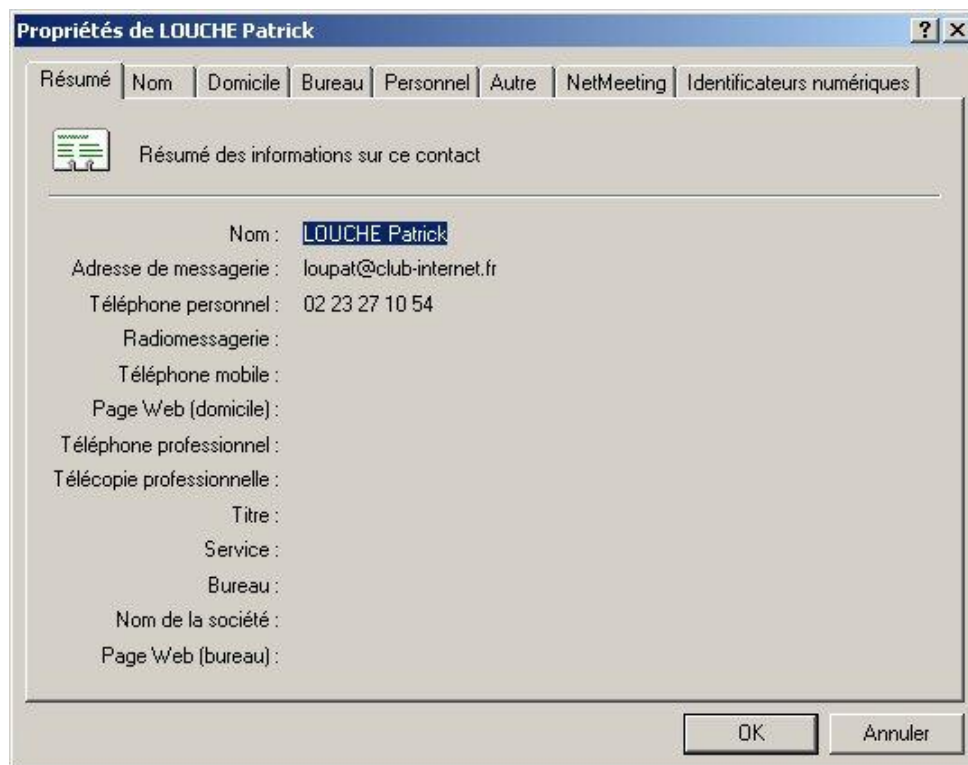 Propriétés de LOUCHE Patrick
Résumé Nom Domicile Bureau Personnel Autre NetMeeting Identificateurs numériques
Résumé des informations sur ce contact
Nom : LOUCHE Patrick
Adresse de messagerie : loupat@club-internet.fr
Téléphone personnel : 02 23 27 10 54
Radiomessagerie :
Téléphone mobile :
Page Web (domicile) :
Téléphone professionnel :
Télécopie professionnelle :
Titre :
Service :
Bureau :
Nom de la société :
Page Web (bureau) :
OK Annuler